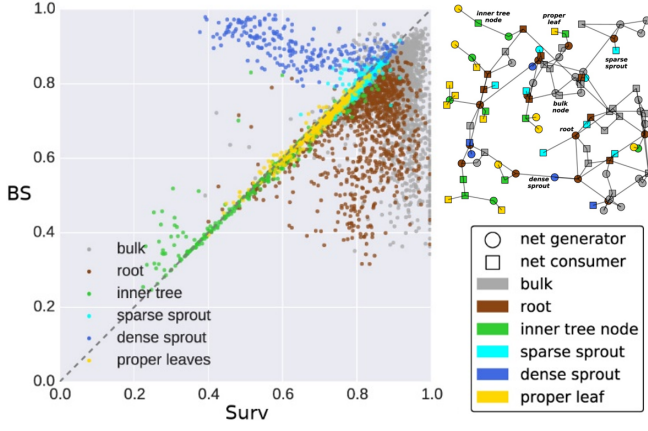 1.0
0.8
0.6
BS
0.4
0.2
0.0
bulk
root
inner tree
sparse sprout
dense sprout
proper leaves
0.0
0.2
0.4
0.6
0.8
1.0
Surv
inner tree
node
proper
leaf
sparse
sprout
bulk
node
root
dense
sprout
net generator
net consumer
bulk
root
inner tree node
sparse sprout
dense sprout
proper leaf